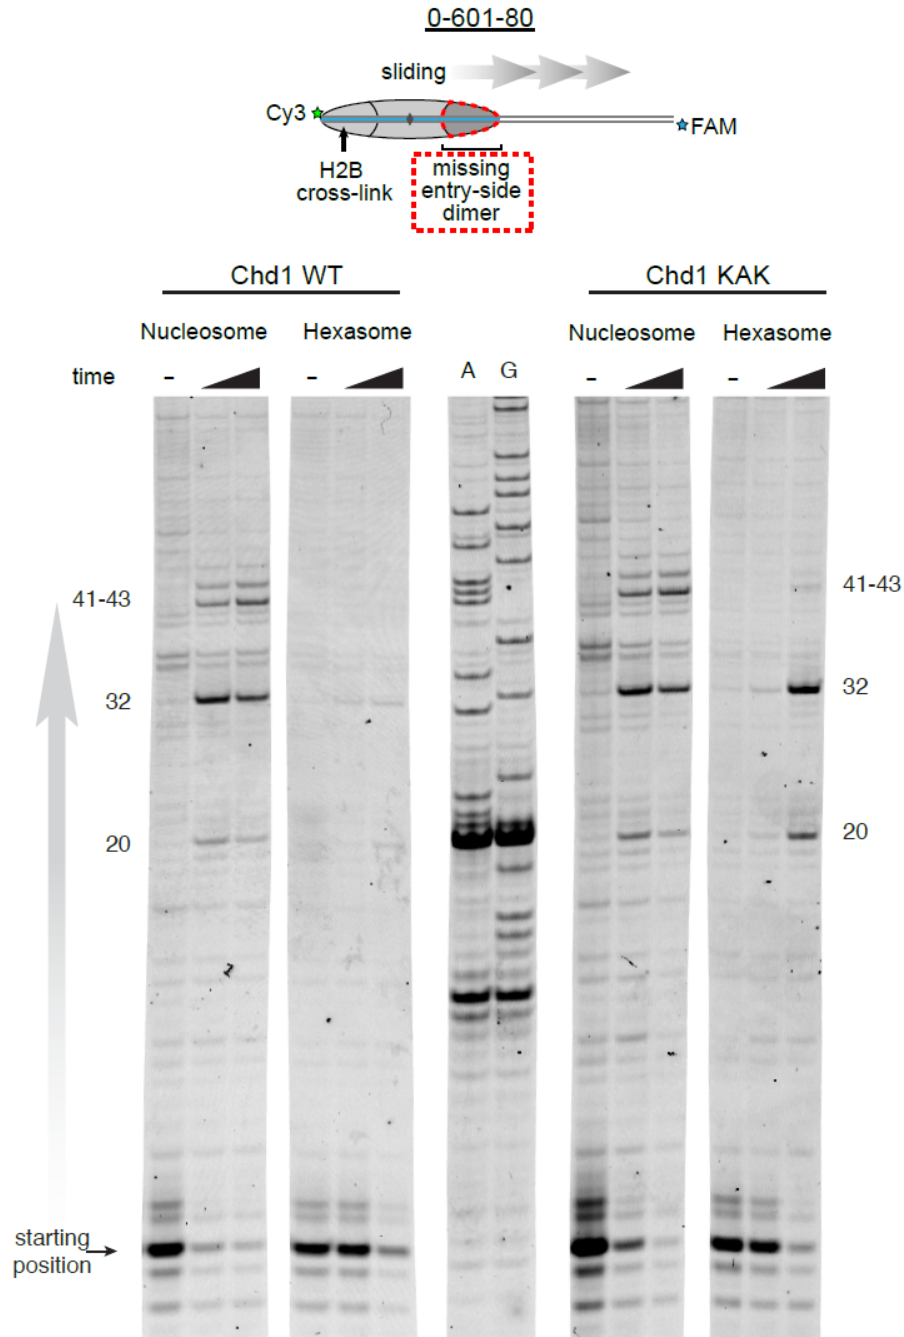 0-601-80
sliding
Cy3
FAM
H2B
cross-link
missing
entry-side
dimer
Chd1 WT
Chd1 KAK
Nucleosome
Hexasome
Nucleosome
Hexasome
time
-
-
A
G
-
-
41-43
41-43
32
32
20
20
starting
position